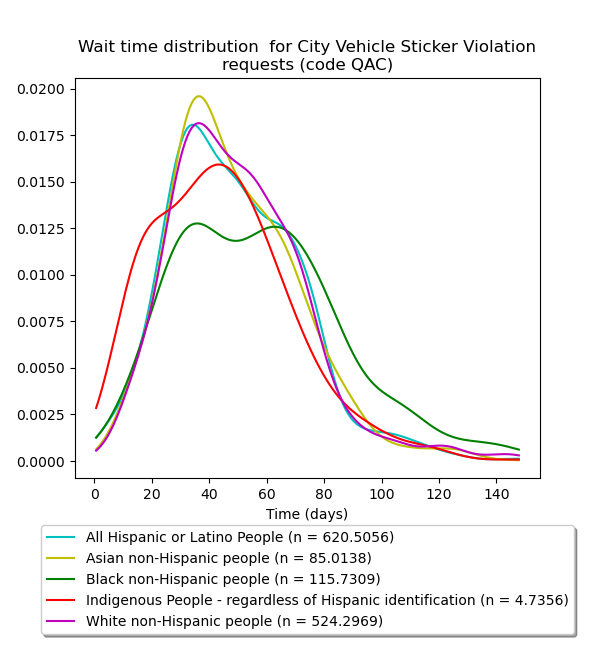 Wait time distribution  for City Vehicle Sticker Violation
requests (code QAC)
0.0200
0.0175
0.0150
0.0125
0.0100
0.0075
0.0050
0.0025
0.0000
0 20 40 60 80 100 120 140
Time (days)
All Hispanic or Latino People (n = 620.5056)
Asian non-Hispanic people (n = 85.0138)
Black non-Hispanic people (n = 115.7309)
Indigenous People - regardless of Hispanic identification (n = 4.7356)
White non-Hispanic people (n = 524.2969)